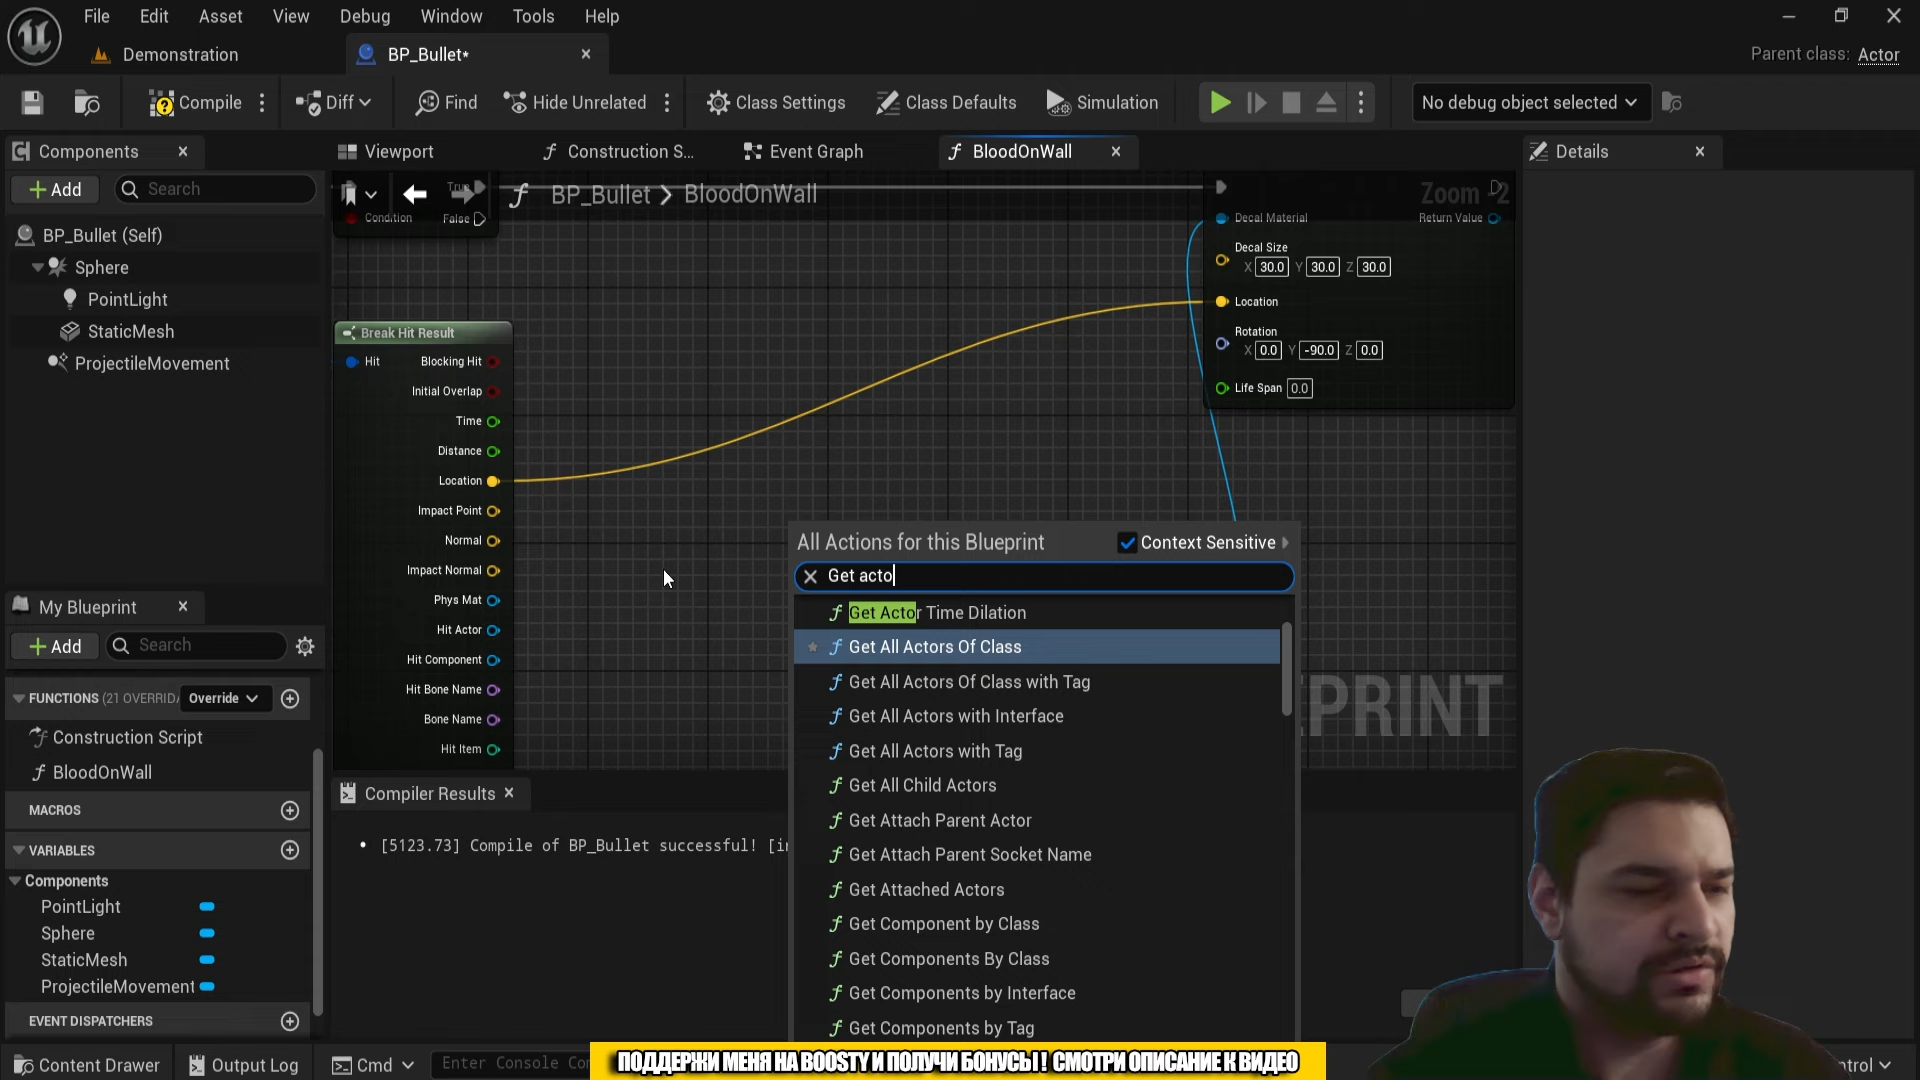 File Edit Asset View Debug Window Tools Help
Demonstration BP_Bullet* Parent class: Actor
Compile Diff Find Hide Unrelated Class Settings Class Defaults Simulation No debug object selected
Components Viewport Construction S... Event Graph BloodOnWall Details
Add Search
BP_Bullet > BloodOnWall Zoom -2
True
Condition False
Decal Material Return Value
Decal Size
X 30.0 Y 30.0 Z 30.0
Location
Rotation
X 0.0 Y -90.0 Z 0.0
Life Span 0.0
BP_Bullet (Self)
Sphere
PointLight
StaticMesh
ProjectileMovement
Break Hit Result
Hit Blocking Hit
Initial Overlap
Time
Distance
Location
Impact Point
Normal
Impact Normal
Phys Mat
Hit Actor
Hit Component
Hit Bone Name
Bone Name
Hit Item
All Actions for this Blueprint Context Sensitive
Get acto
Get Actor Time Dilation
Get All Actors Of Class
Get All Actors Of Class with Tag
Get All Actors with Interface
Get All Actors with Tag
Get All Child Actors
Get Attach Parent Actor
Get Attach Parent Socket Name
Get Attached Actors
Get Component by Class
Get Components By Class
Get Components by Interface
Get Components by Tag
PRINT
My Blueprint
Add Search
FUNCTIONS (21 OVERRIDA Override
Construction Script
BloodOnWall
MACROS
VARIABLES
Components
PointLight
Sphere
StaticMesh
ProjectileMovement
EVENT DISPATCHERS
Compiler Results
• [5123.73] Compile of BP_Bullet successful! [i
Content Drawer Output Log Cmd Enter Console Co
ПОДДЕРЖИ МЕНЯ НА BOOSTY И ПОЛУЧИ БОНУСЫ! СМОТРИ ОПИСАНИЕ К ВИДЕО
ntrol